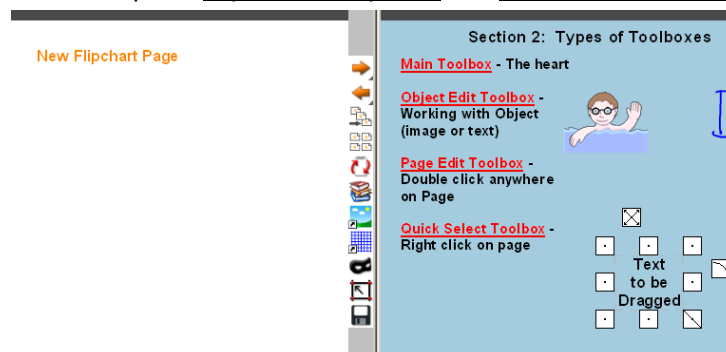 New Flipchart Page
Section 2: Types of Toolboxes
Main Toolbox - The heart
Object Edit Toolbox -
Working with Object
(image or text)
Page Edit Toolbox -
Double click anywhere
on Page
Quick Select Toolbox -
Right click on page
Text
to be
Dragged